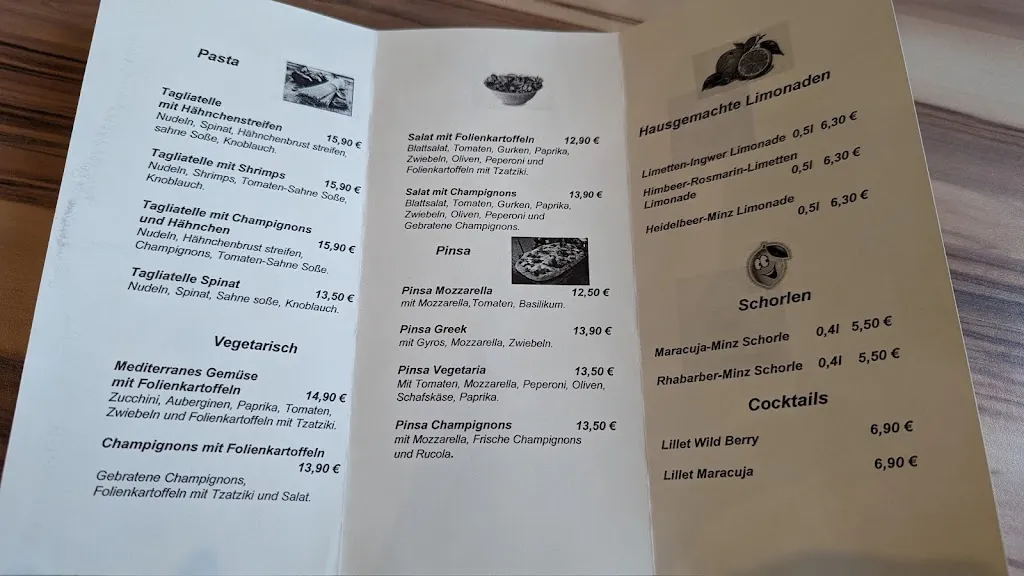 Pasta
Tagliatelle
mit Hähnchenstreifen 15,90 €
Nudeln, Spinat, Hähnchenbrust streifen,
sahne Soße, Knoblauch.
Tagliatelle mit Shrimps 15,90 €
Nudeln, Shrimps, Tomaten-Sahne Soße,
Knoblauch.
Tagliatelle mit Champignons
und Hähnchen 15,90 €
Nudeln, Hähnchenbrust streifen,
Champignons, Tomaten-Sahne Soße.
Tagliatelle Spinat 13,50 €
Nudeln, Spinat, Sahne soße, Knoblauch.
Vegetarisch
Mediterranes Gemüse
mit Folienkartoffeln 14,90 €
Zucchini, Auberginen, Paprika, Tomaten,
Zwiebeln und Folienkartoffeln mit Tzatziki.
Champignons mit Folienkartoffeln
13,90 €
Gebratene Champignons,
Folienkartoffeln mit Tzatziki und Salat.
Salat mit Folienkartoffeln 12,90 €
Blattsalat, Tomaten, Gurken, Paprika,
Zwiebeln, Oliven, Peperoni und
Folienkartoffeln mit Tzatziki.
Salat mit Champignons 13,90 €
Blattsalat, Tomaten, Gurken, Paprika,
Zwiebeln, Oliven, Peperoni und
Gebratene Champignons.
Pinsa
Pinsa Mozzarella 12,50 €
mit Mozzarella,Tomaten, Basilikum.
Pinsa Greek 13,90 €
mit Gyros, Mozzarella, Zwiebeln.
Pinsa Vegetaria 13,50 €
Mit Tomaten, Mozzarella, Peperoni, Oliven,
Schafskäse, Paprika.
Pinsa Champignons 13,50 €
mit Mozzarella, Frische Champignons
und Rucola.
Hausgemachte Limonaden
Limetten-Ingwer Limonade 0,5l 6,30 €
Himbeer-Rosmarin-Limetten
Limonade 0,5l 6,30 €
Heidelbeer-Minz Limonade 0,5l 6,30 €
Schorlen
Maracuja-Minz Schorle 0,4l 5,50 €
Rhabarber-Minz Schorle 0,4l 5,50 €
Cocktails
Lillet Wild Berry 6,90 €
Lillet Maracuja 6,90 €